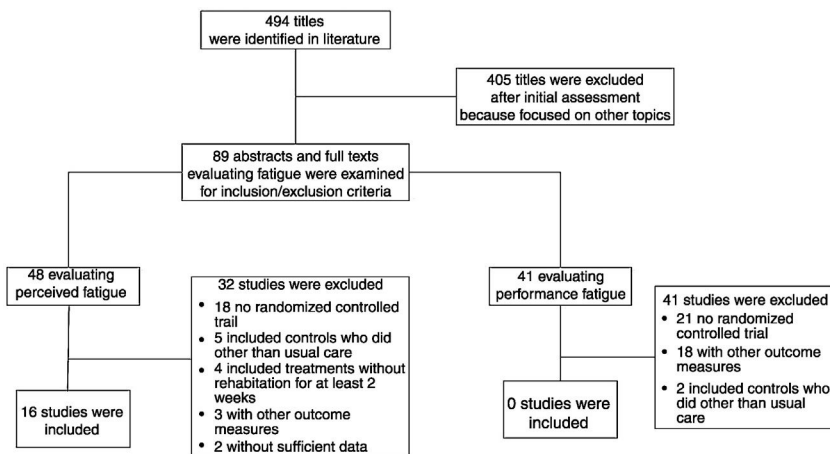 494 titles
were identified in literature
405 titles were excluded
after initial assessment
because focused on other topics
89 abstracts and full texts
evaluating fatigue were examined
for inclusion/exclusion criteria
48 evaluating
perceived fatigue
32 studies were excluded
• 18 no randomized controlled
trail
• 5 included controls who did
other than usual care
• 4 included treatments without
rehabitation for at least 2
weeks
• 3 with other outcome
measures
• 2 without sufficient data
16 studies were
included
41 evaluating
performance fatigue
41 studies were excluded
• 21 no randomized
controlled trial
• 18 with other outcome
measures
• 2 included controls who
did other than usual
care
0 studies were
included